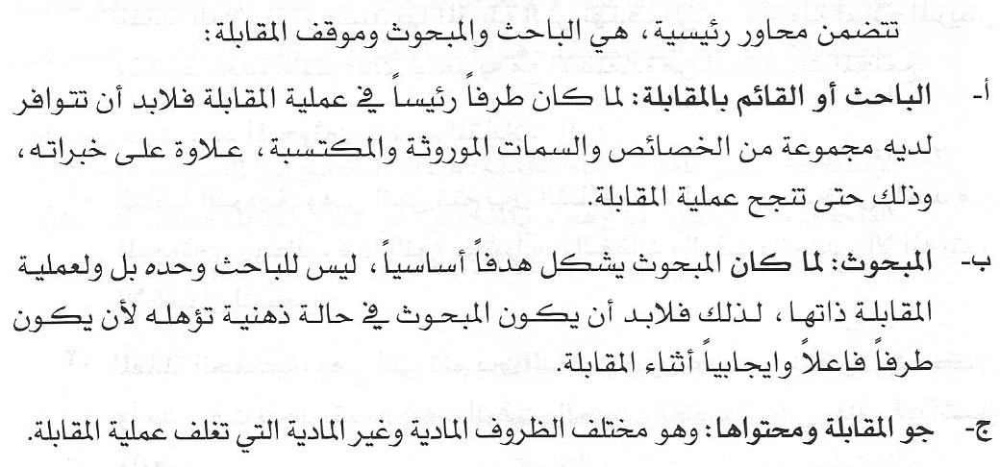 تتضمن محاور رئيسية، هي الباحث والمبحوث وموقف المقابلة:
أ- الباحث أو القائم بالمقابلة: لما كان طرفاً رئيساً في عملية المقابلة فلابد أن تتوافر
لديه مجموعة من الخصائص والسمات الموروثة والمكتسبة، علاوة على خبراته،
وذلك حتى تنجح عملية المقابلة.
ب- المبحوث: لما كان المبحوث يشكل هدفاً أساسياً، ليس للباحث وحده بل ولعملية
المقابلة ذاتها، لذلك فلابد أن يكون المبحوث في حالة ذهنية تؤهله لأن يكون
طرفاً فاعلاً وايجابياً أثناء المقابلة.
ج- جو المقابلة ومحتواها: وهو مختلف الظروف المادية وغير المادية التي تغلف عملية المقابلة.